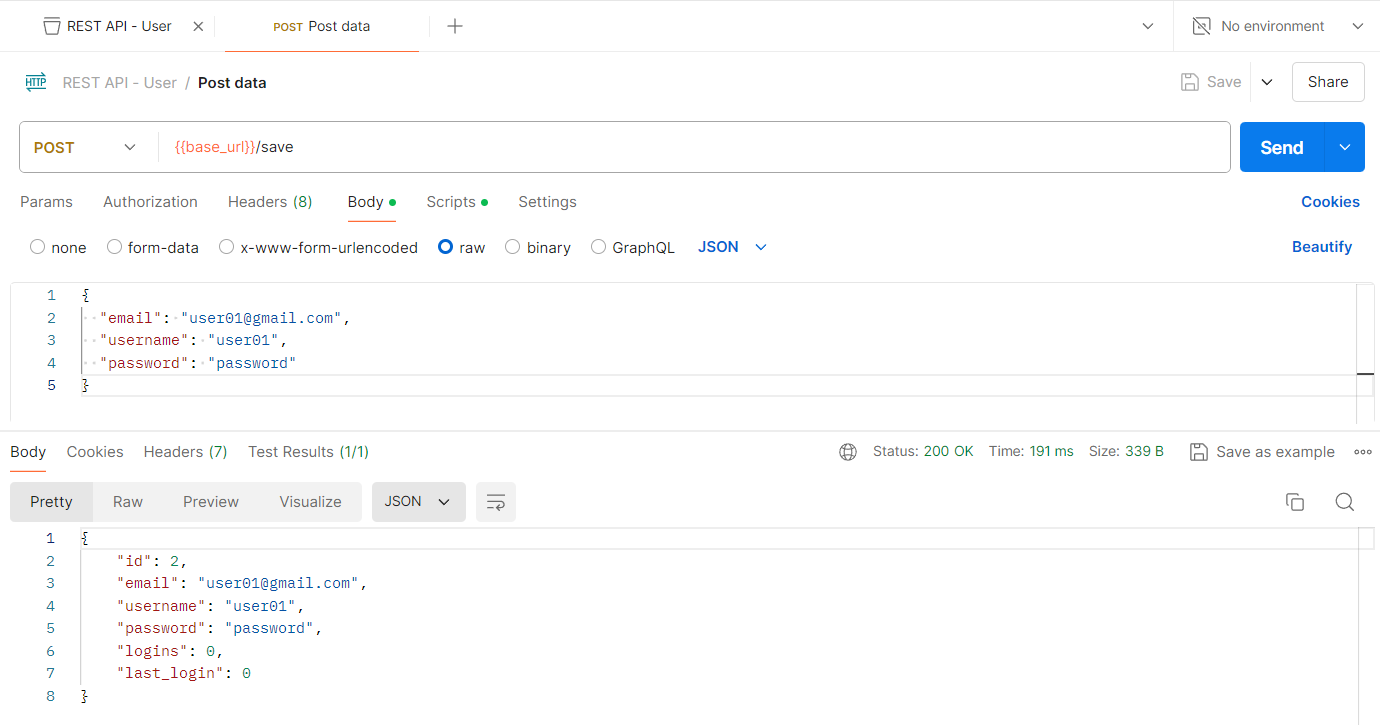 REST API - User POST Post data No environment
HTTP REST API - User / Post data Save Share
POST {{base_url}}/save Send
Params Authorization Headers (8) Body Scripts Settings Cookies
none form-data x-www-form-urlencoded raw binary GraphQL JSON Beautify
1 {
2 "email": "user01@gmail.com",
3 "username": "user01",
4 "password": "password"
5 }
Body Cookies Headers (7) Test Results (1/1) Status: 200 OK Time: 191 ms Size: 339 B Save as example
Pretty Raw Preview Visualize JSON
1 {
2 "id": 2,
3 "email": "user01@gmail.com",
4 "username": "user01",
5 "password": "password",
6 "logins": 0,
7 "last_login": 0
8 }